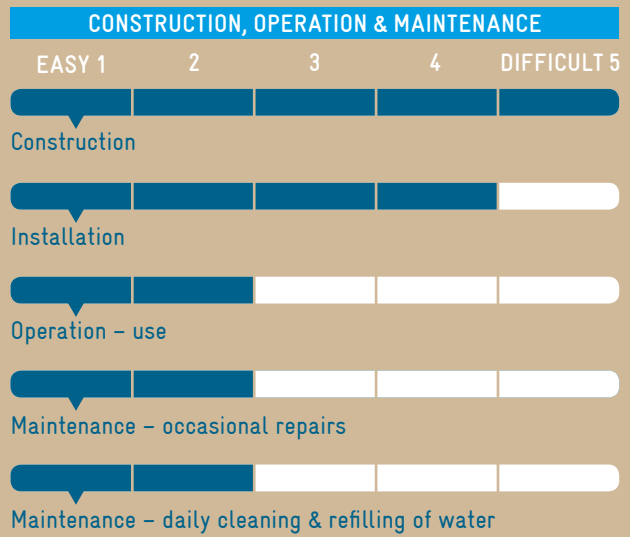 CONSTRUCTION, OPERATION & MAINTENANCE
EASY 1 2 3 4 DIFFICULT 5
Construction
Installation
Operation – use
Maintenance – occasional repairs
Maintenance – daily cleaning & refilling of water